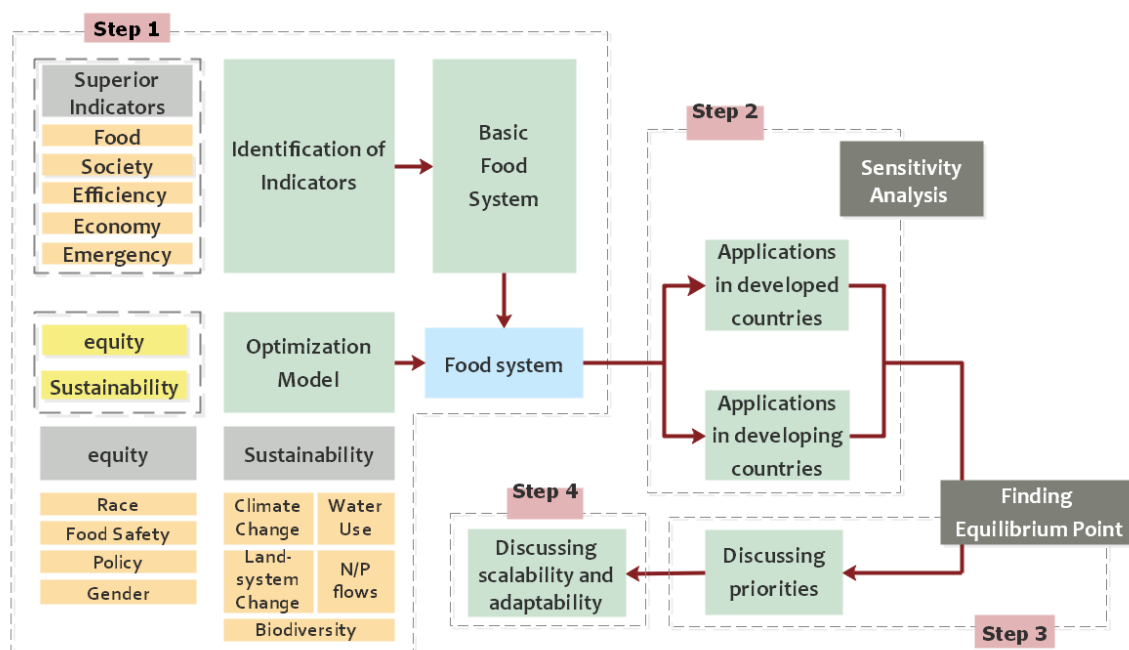 Step 1
Superior
Indicators
Food
Society
Efficiency
Economy
Emergency
Identification of
Indicators
Basic
Food
System
equity
Sustainability
Optimization
Model
Food system
equity
Race
Food Safety
Policy
Gender
Sustainability
Climate
Change
Water
Use
Land-
system
Change
N/P
flows
Biodiversity
Step 2
Sensitivity
Analysis
Applications
in developed
countries
Applications
in developing
countries
Finding
Equilibrium Point
Discussing
priorities
Step 3
Step 4
Discussing
scalability and
adaptability